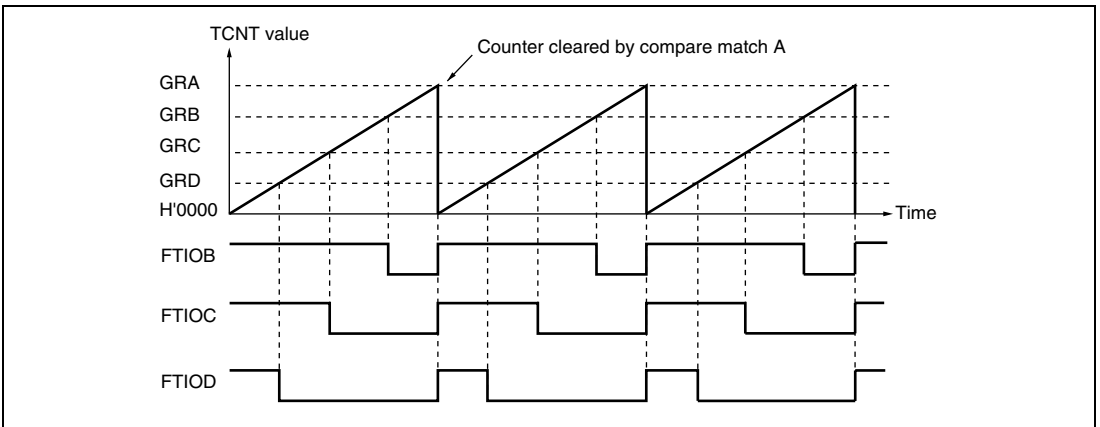 TCNT value
Counter cleared by compare match A
GRA
GRB
GRC
GRD
H'0000
Time
FTIOB
FTIOC
FTIOD